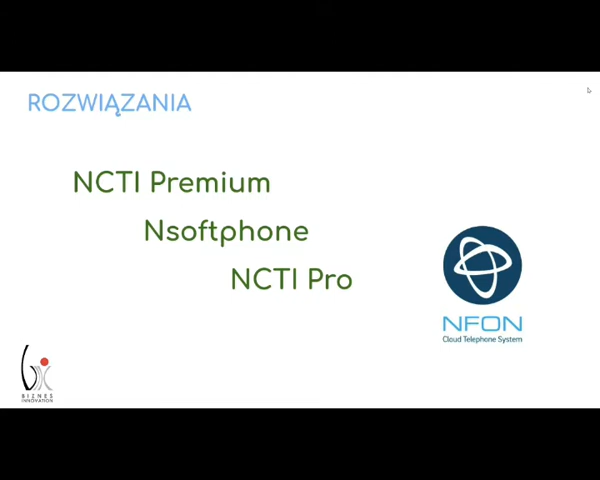 ROZWIĄZANIA
NCTI Premium
Nsoftphone
NCTI Pro
NFON
Cloud Telephone System
BIZNES
INNOVATION